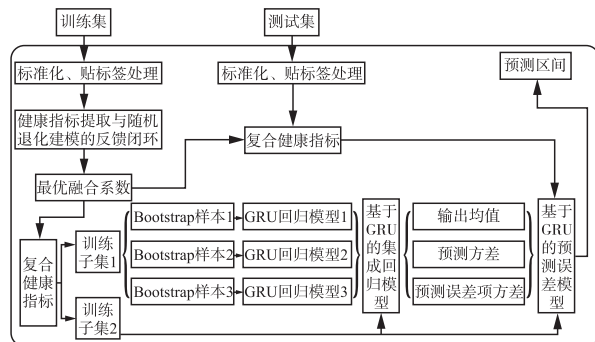 训练集
测试集
标准化、贴标签处理
标准化、贴标签处理
预测区间
健康指标提取与随机
退化建模的反馈闭环
复合健康指标
最优融合系数
复合
健康
指标
训练
子集1
训练
子集2
Bootstrap样本1
GRU回归模型1
Bootstrap样本2
GRU回归模型2
Bootstrap样本3
GRU回归模型3
基于
GRU
的集
成回
归模
型
输出均值
预测方差
预测误差项方差
基于
GRU
的预
测误
差模
型